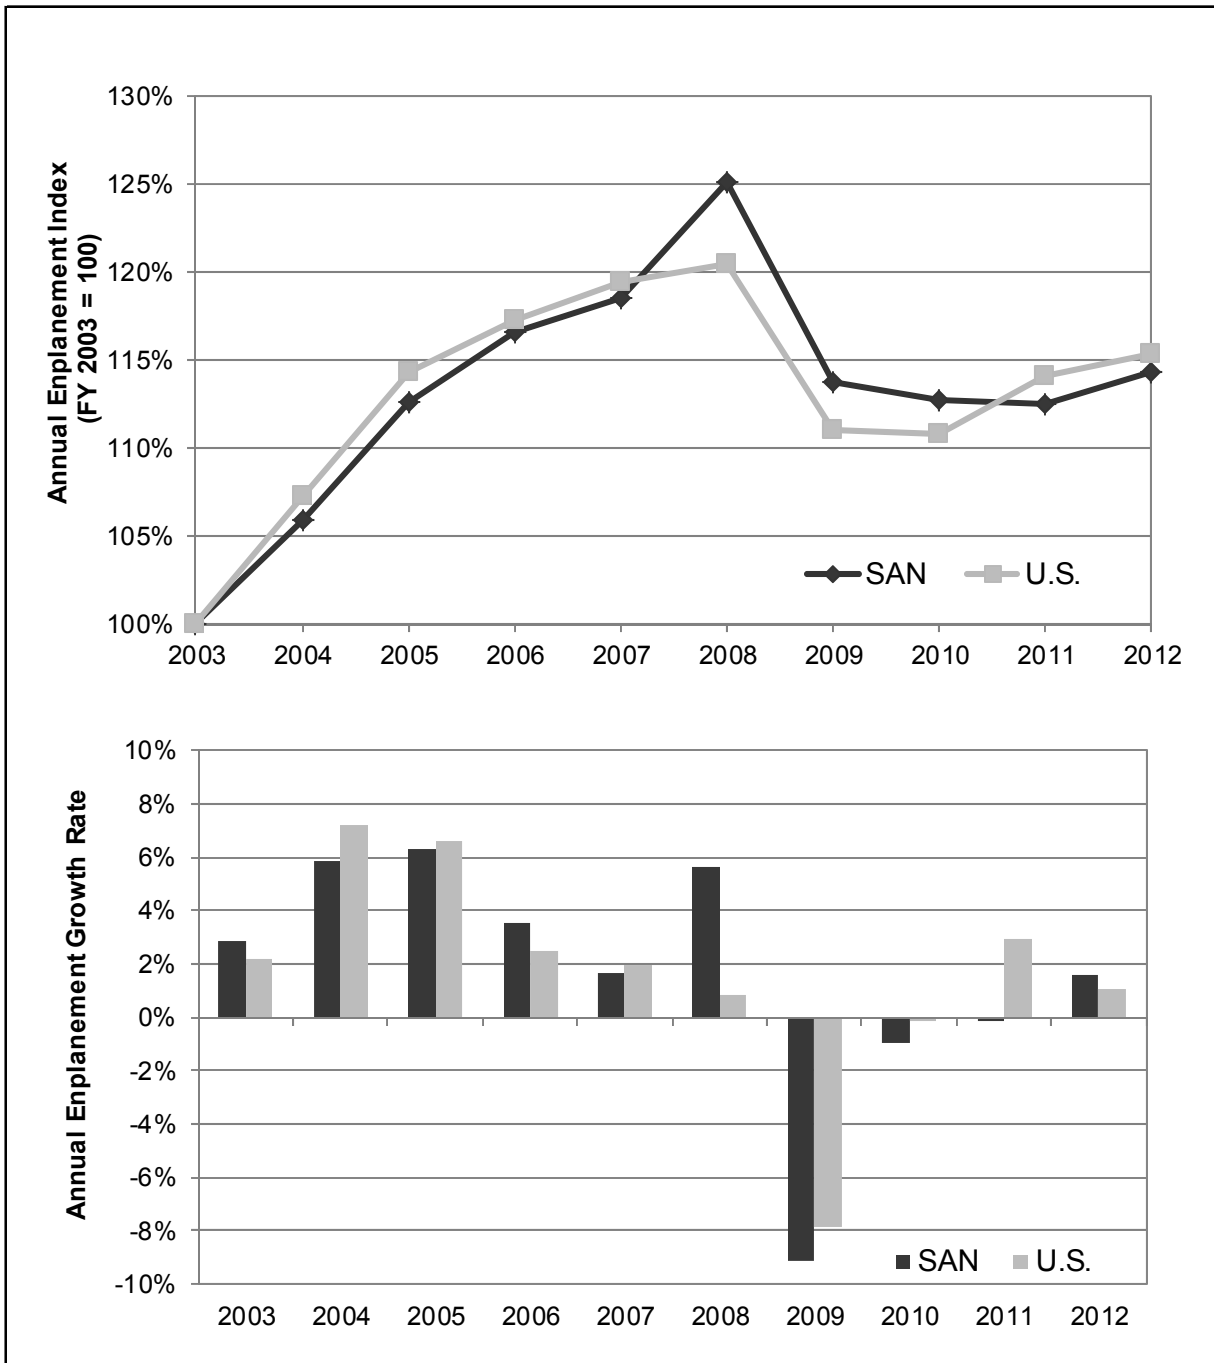 130%
125%
120%
115%
110%
105%
100%
Annual Enplanement Index
(FY 2003 = 100)
SAN U.S.
2003 2004 2005 2006 2007 2008 2009 2010 2011 2012
10%
8%
6%
4%
2%
0%
-2%
-4%
-6%
-8%
-10%
Annual Enplanement Growth Rate
SAN U.S.
2003 2004 2005 2006 2007 2008 2009 2010 2011 2012